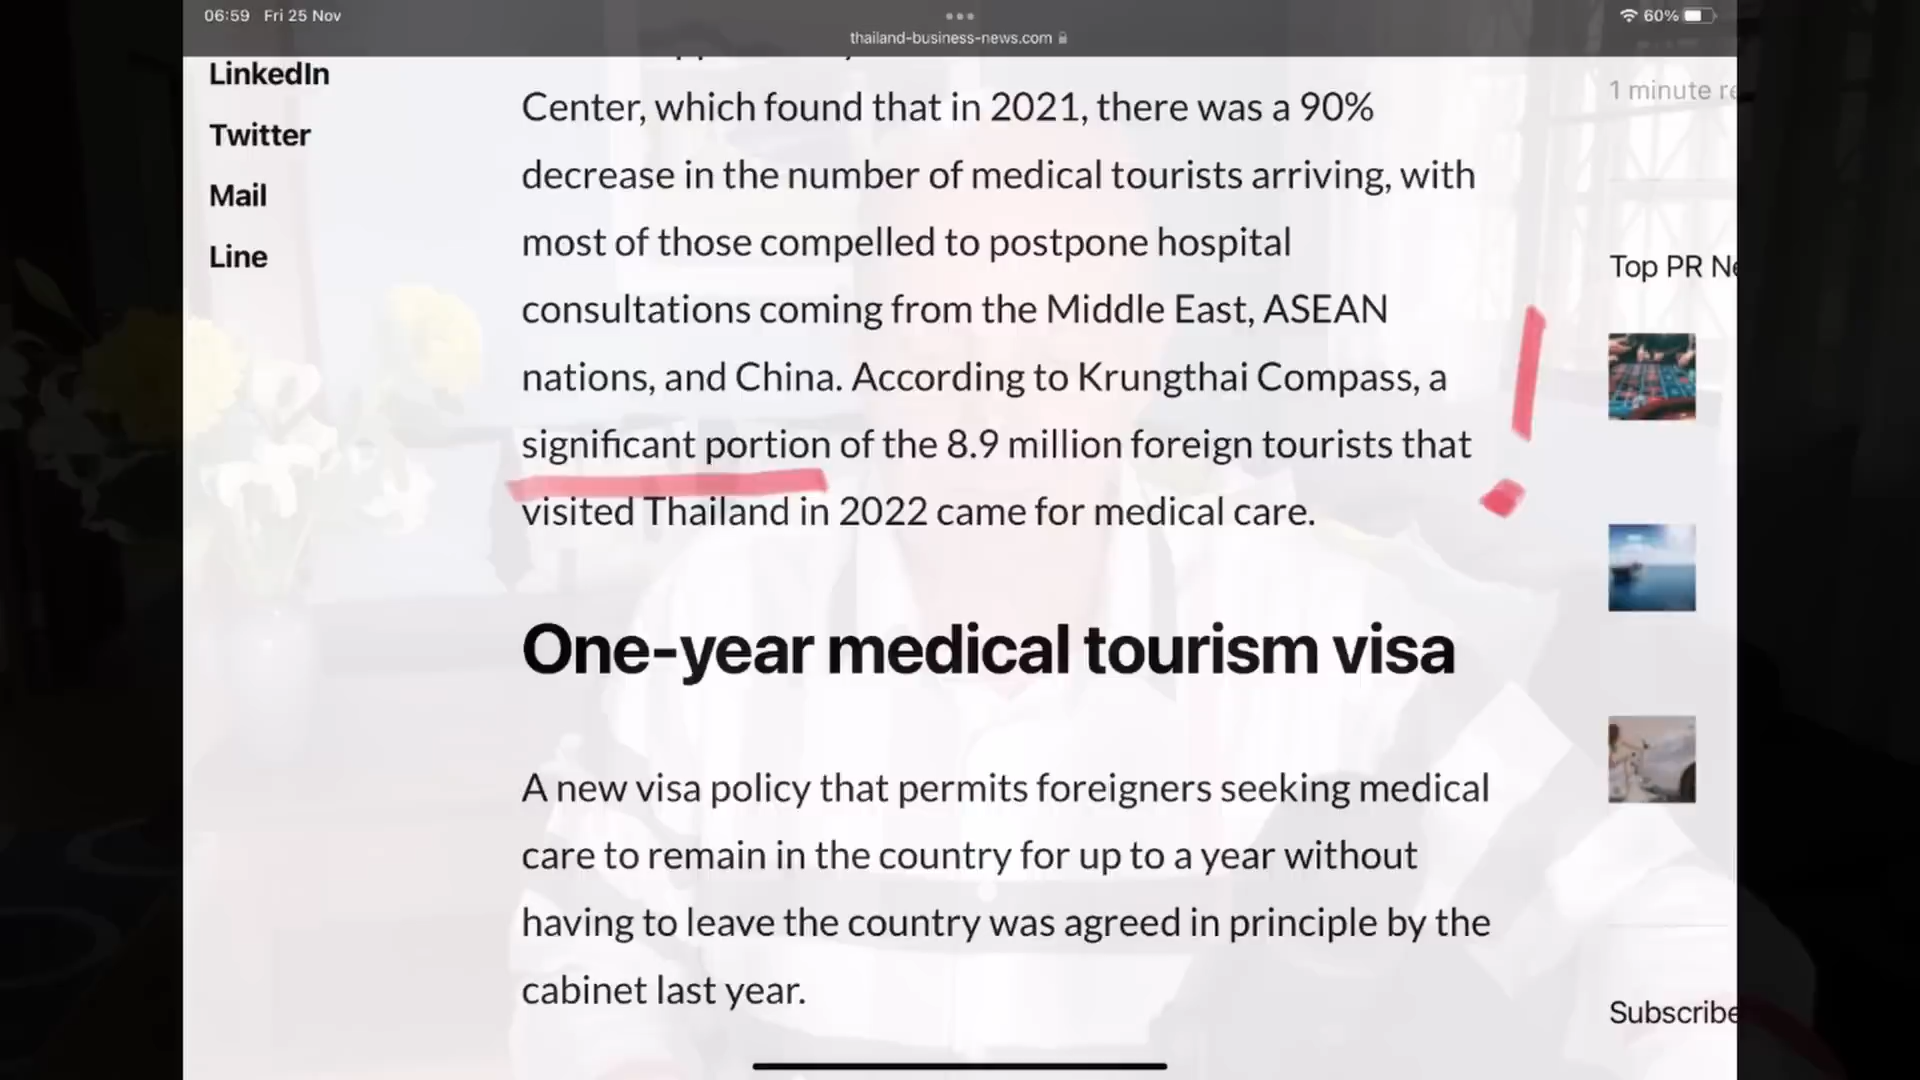 06:59 Fri 25 Nov
thailand-business-news.com
60%
LinkedIn
Twitter
Mail
Line
Center, which found that in 2021, there was a 90%
decrease in the number of medical tourists arriving, with
most of those compelled to postpone hospital
consultations coming from the Middle East, ASEAN
nations, and China. According to Krungthai Compass, a
significant portion of the 8.9 million foreign tourists that
visited Thailand in 2022 came for medical care.
!
One-year medical tourism visa
A new visa policy that permits foreigners seeking medical
care to remain in the country for up to a year without
having to leave the country was agreed in principle by the
cabinet last year.
1 minute re
Top PR Ne
Subscribe